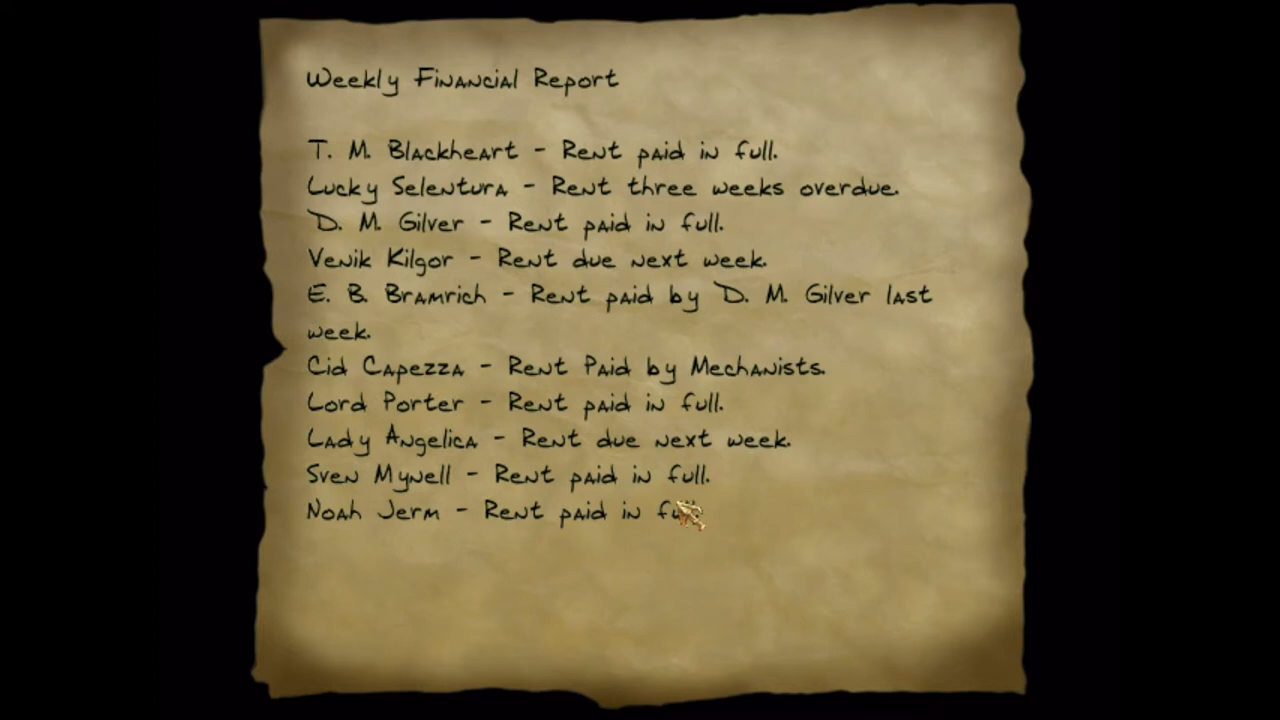 Weekly Financial Report
T. M. Blackheart - Rent paid in full.
Lucky Selentura - Rent three weeks overdue.
D. M. Gilver - Rent paid in full.
Venik Kilgor - Rent due next week.
E. B. Bramrich - Rent paid by D. M. Gilver last
week.
Cid Capezza - Rent Paid by Mechanists.
Lord Porter - Rent paid in full.
Lady Angelica - Rent due next week.
Sven Mynell - Rent paid in full.
Noah Jerm - Rent paid in